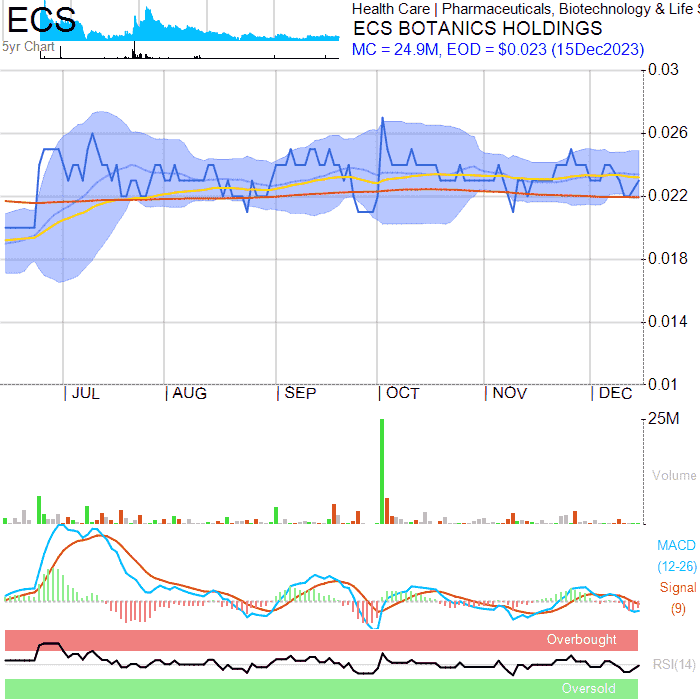 ECS
Health Care | Pharmaceuticals, Biotechnology & Life
ECS BOTANICS HOLDINGS
5yr Chart
MC = 24.9M, EOD = $0.023 (15Dec2023)
0.03
0.026
0.022
0.018
0.014
0.01
| JUL | AUG | SEP | OCT | NOV | DEC
25M
Volume
MACD
(12-26)
Signal
(9)
Overbought
RSI(14)
Oversold